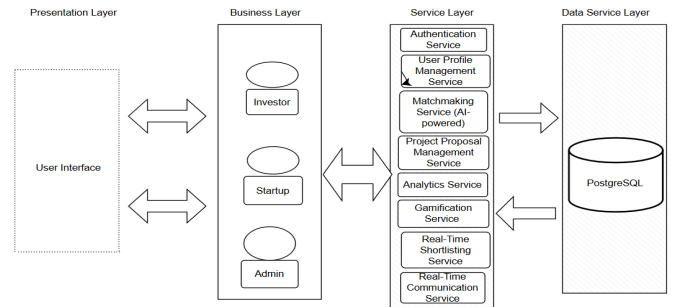 Presentation Layer
Business Layer
Service Layer
Data Service Layer
User Interface
Investor
Startup
Admin
Authentication
Service
User Profile
Management
Service
Matchmaking
Service (AI-
powered)
Project Proposal
Management
Service
Analytics Service
Gamification
Service
Real-Time
Shortlisting
Service
Real-Time
Communication
Service
PostgreSQL